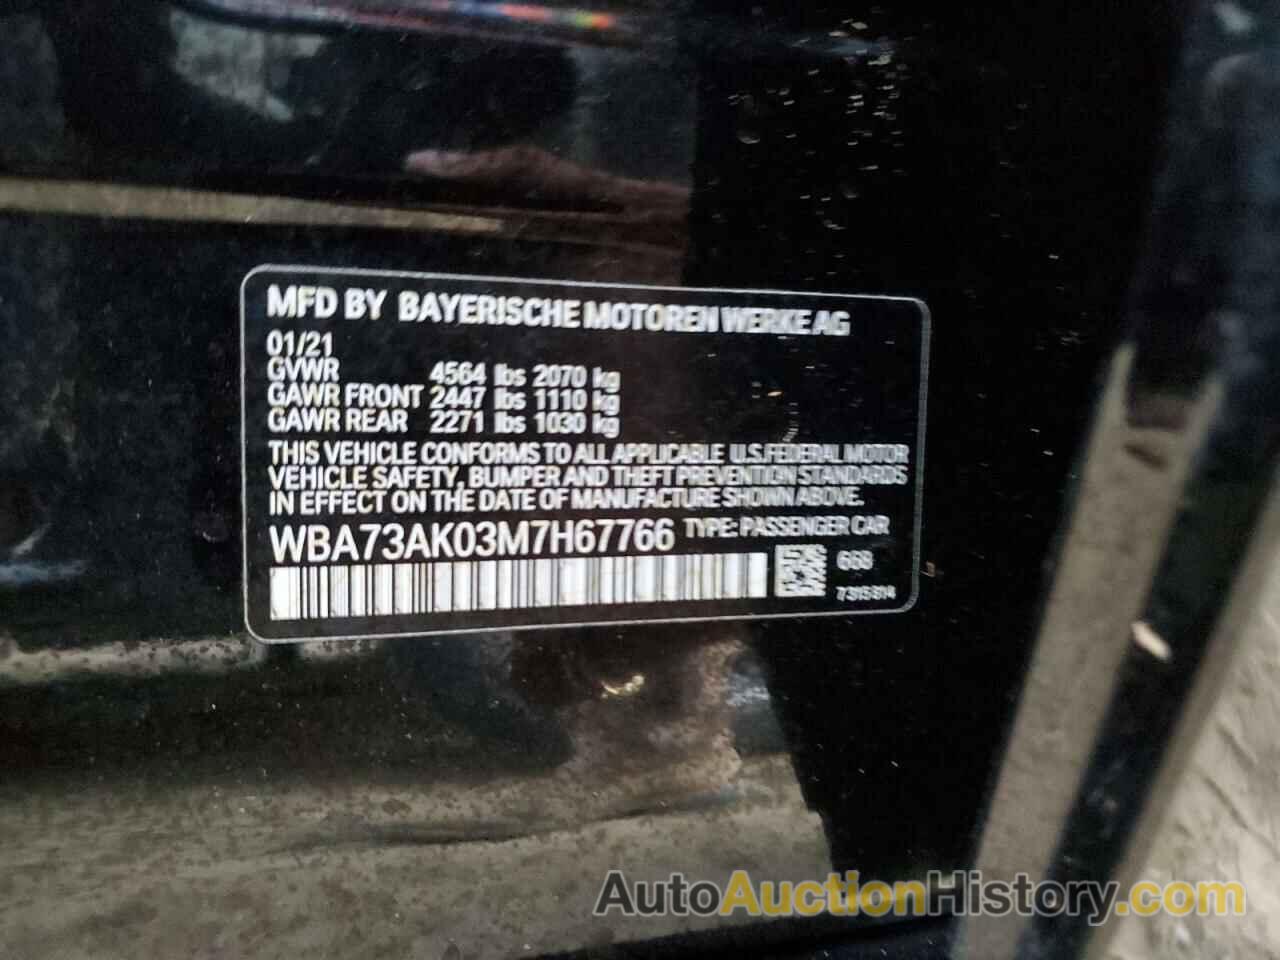 MFD BY BAYERISCHE MOTOREN WERKE AG
01/21
GVWR 4564 lbs 2070 kg
GAWR FRONT 2447 lbs 1110 kg
GAWR REAR 2271 lbs 1030 kg
THIS VEHICLE CONFORMS TO ALL APPLICABLE U.S.FEDERAL MOTOR
VEHICLE SAFETY, BUMPER AND THEFT PREVENTION STANDARDS
IN EFFECT ON THE DATE OF MANUFACTURE SHOWN ABOVE.
WBA73AK03M7H67766 TYPE: PASSENGER CAR
668
7315814
AutoAuctionHistory.com